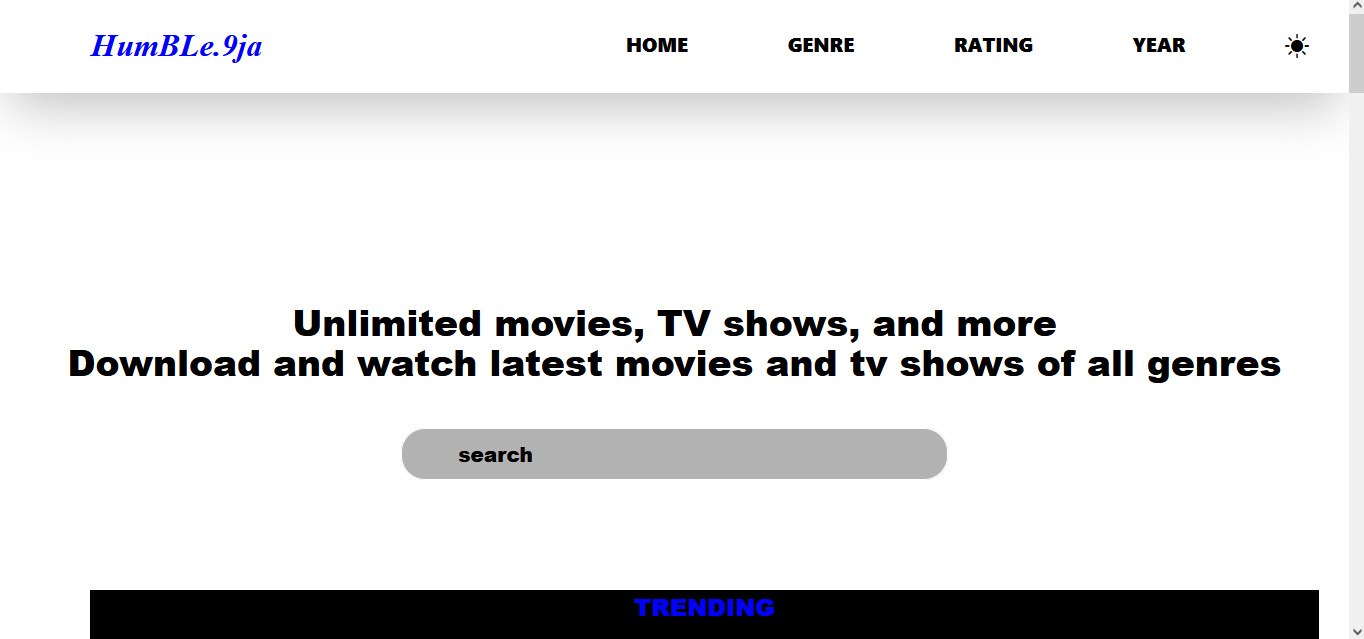 HumBLe.9ja
HOME GENRE RATING YEAR
Unlimited movies, TV shows, and more
Download and watch latest movies and tv shows of all genres
search
TRENDING